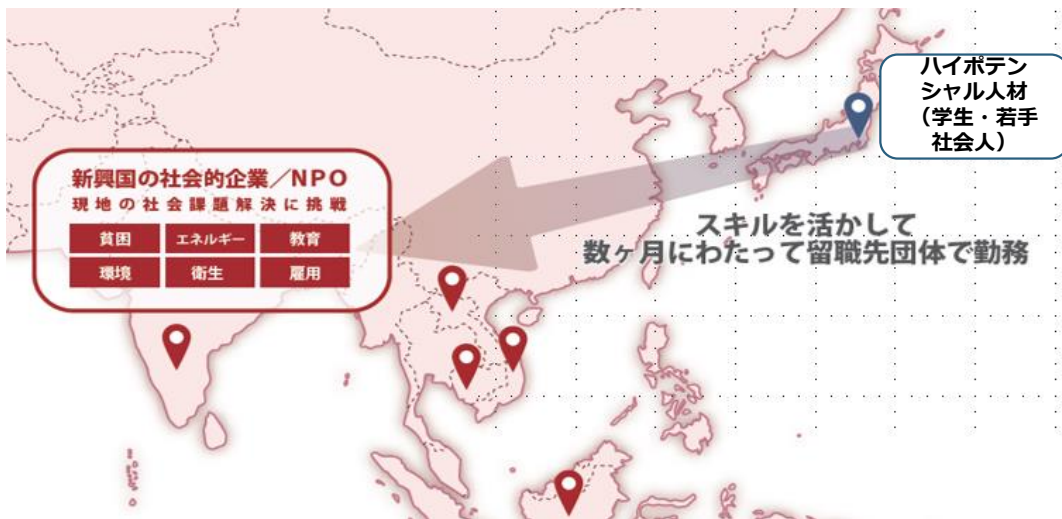 ハイポテン
シャル人材
（学生・若手
社会人）
新興国の社会的企業／NPO
現地の社会課題解決に挑戦
貧困 エネルギー 教育
環境 衛生 雇用
スキルを活かして
数ヶ月にわたって留職先団体で勤務